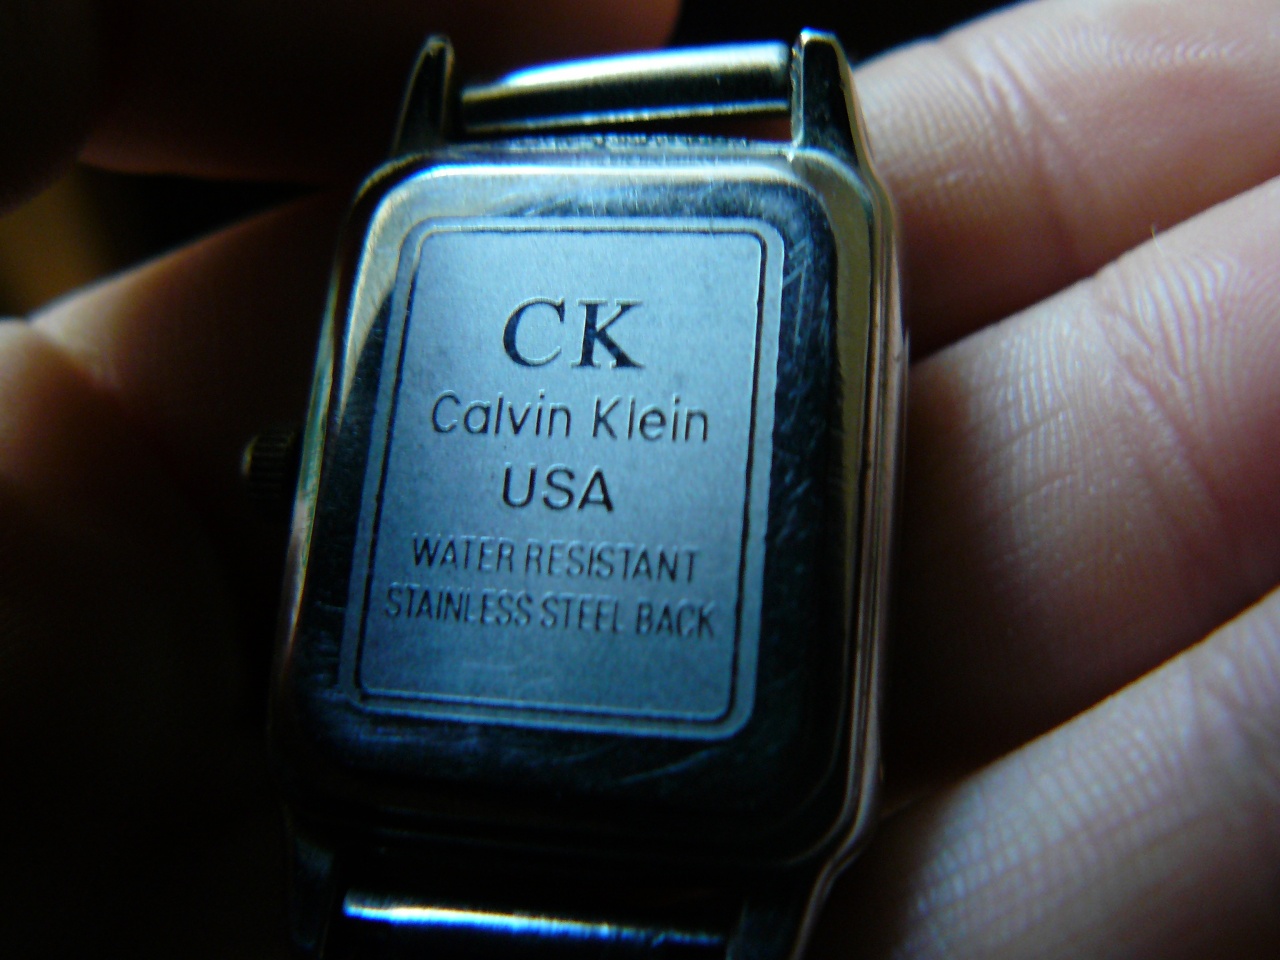 CK
Calvin Klein
USA
WATER RESISTANT
STAINLESS STEEL BACK